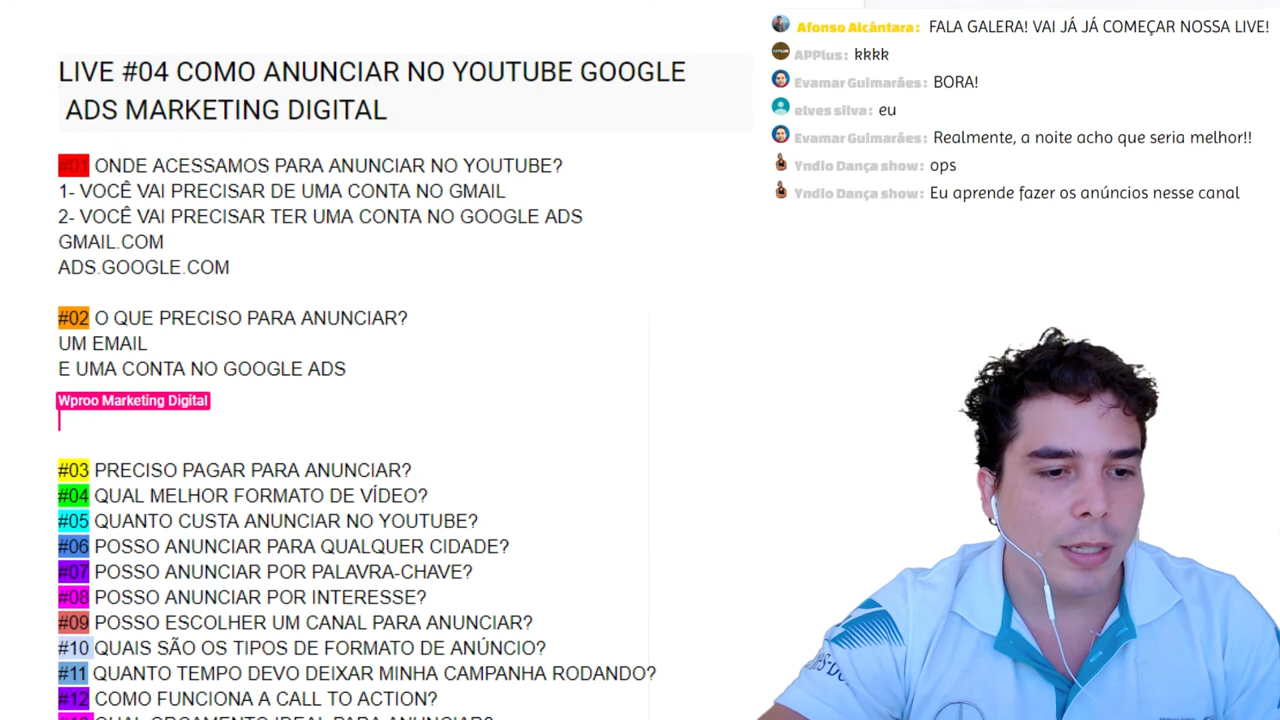 LIVE #04 COMO ANUNCIAR NO YOUTUBE GOOGLE
ADS MARKETING DIGITAL
#01 ONDE ACESSAMOS PARA ANUNCIAR NO YOUTUBE?
1- VOCÊ VAI PRECISAR DE UMA CONTA NO GMAIL
2- VOCÊ VAI PRECISAR TER UMA CONTA NO GOOGLE ADS
GMAIL.COM
ADS.GOOGLE.COM
#02 O QUE PRECISO PARA ANUNCIAR?
UM EMAIL
E UMA CONTA NO GOOGLE ADS
Wproo Marketing Digital
#03 PRECISO PAGAR PARA ANUNCIAR?
#04 QUAL MELHOR FORMATO DE VÍDEO?
#05 QUANTO CUSTA ANUNCIAR NO YOUTUBE?
#06 POSSO ANUNCIAR PARA QUALQUER CIDADE?
#07 POSSO ANUNCIAR POR PALAVRA-CHAVE?
#08 POSSO ANUNCIAR POR INTERESSE?
#09 POSSO ESCOLHER UM CANAL PARA ANUNCIAR?
#10 QUAIS SÃO OS TIPOS DE FORMATO DE ANÚNCIO?
#11 QUANTO TEMPO DEVO DEIXAR MINHA CAMPANHA RODANDO?
#12 COMO FUNCIONA A CALL TO ACTION?
QUAL ORÇAMENTO IDEAL PARA ANUNCIAR?
Afonso Alcántara: FALA GALERA! VAI JÁ JÁ COMEÇAR NOSSA LIVE!
APPlus: kkkk
Evamar Guimarães: BORA!
elves silva: eu
Evamar Guimarães: Realmente, a noite acho que seria melhor!!
Yndio Dança show: ops
Yndio Dança show: Eu aprende fazer os anúncios nesse canal